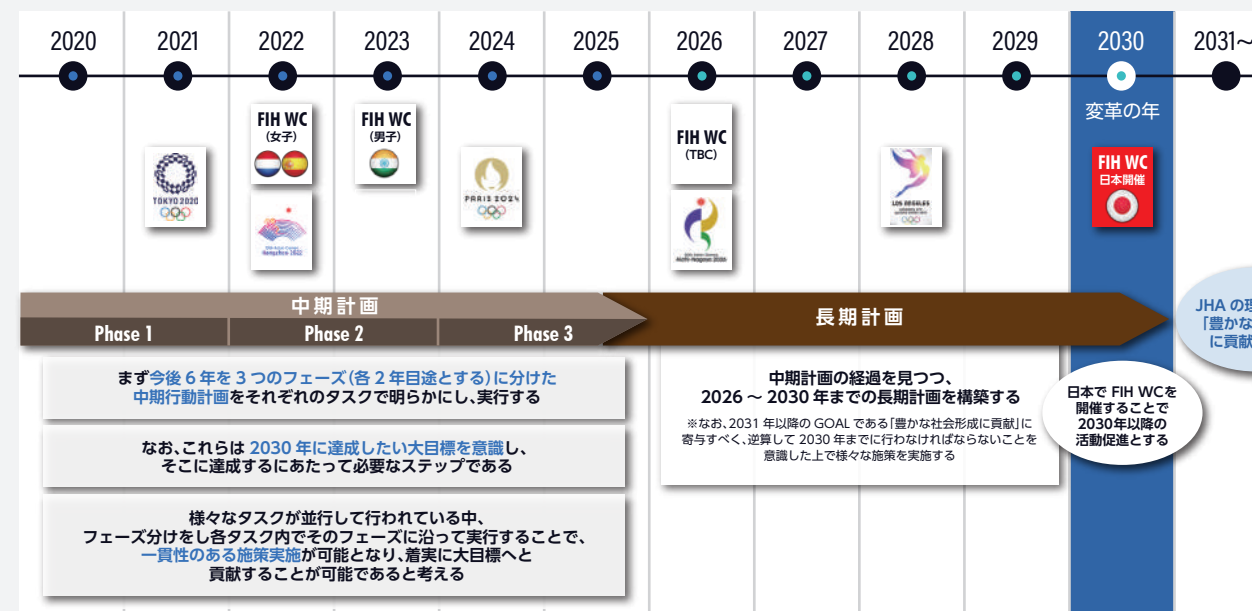 2020 2021 2022 2023 2024 2025 2026 2027 2028 2029 2030 2031~
変革の年
FIH WC
(女子)
FIH WC
(男子)
FIH WC
(TBC)
FIH WC
日本開催
TOKYO 2020
PARIS 2024
LOS ANGELES
Hangzhou 2022
Aichi-Nagoya 2026
中期計画
Phase 1 Phase 2 Phase 3
長期計画
JHA の理
「豊かな
に貢献
まず今後 6 年を 3 つのフェーズ(各 2 年目途とする)に分けた
中期行動計画をそれぞれのタスクで明らかにし、実行する
なお、これらは 2030 年に達成したい大目標を意識し、
そこに達成するにあたって必要なステップである
様々なタスクが並行して行われている中、
フェーズ分けをし各タスク内でそのフェーズに沿って実行することで、
一貫性のある施策実施が可能となり、着実に大目標へと
貢献することが可能であると考える
中期計画の経過を見つつ、
2026 ～ 2030 年までの長期計画を構築する
※なお、2031 年以降の GOAL である「豊かな社会形成に貢献」に
寄与すべく、逆算して 2030 年までに行わなければならないことを
意識した上で様々な施策を実施する
日本で FIH WCを
開催することで
2030年以降の
活動促進とする